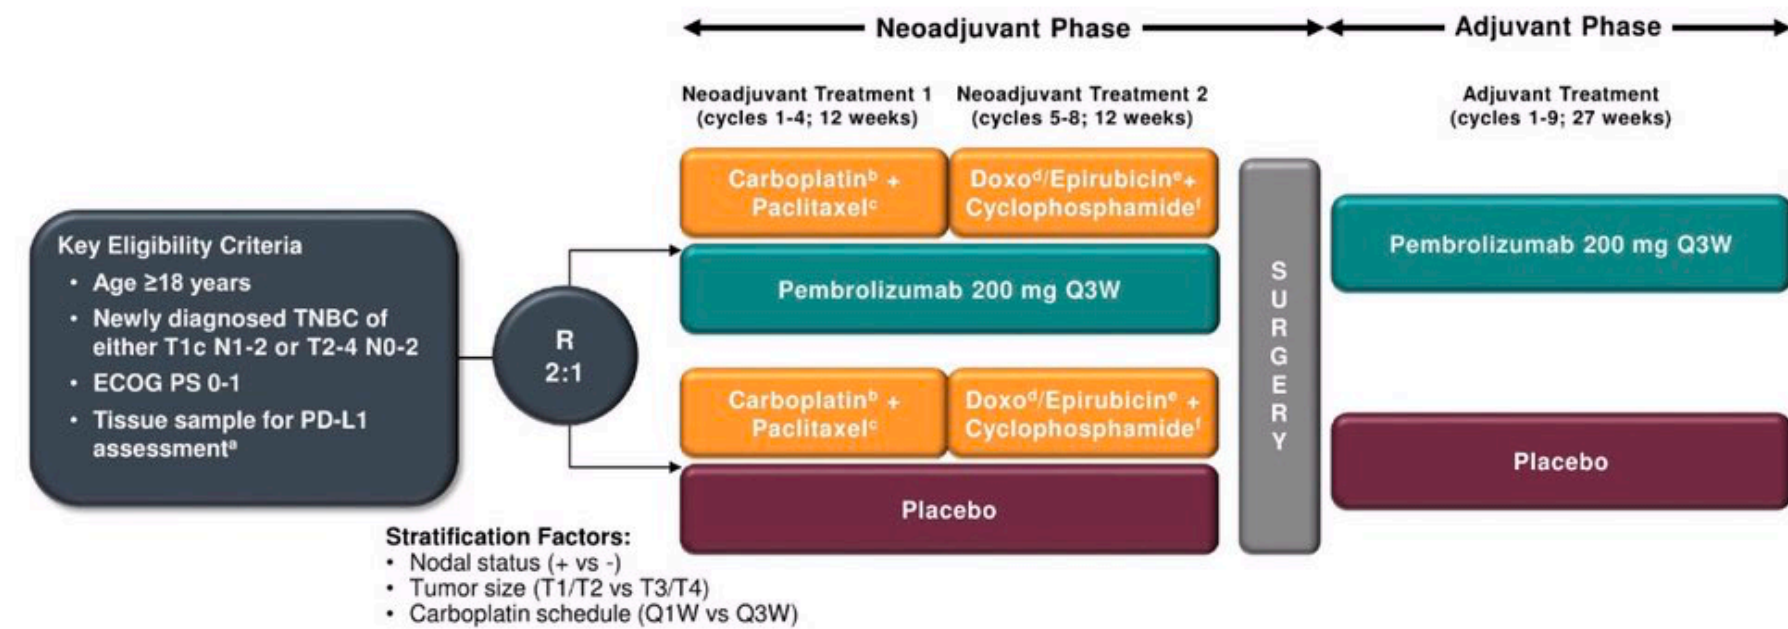 Neoadjuvant Phase
Adjuvant Phase
Neoadjuvant Treatment 1
(cycles 1-4; 12 weeks)
Neoadjuvant Treatment 2
(cycles 5-8; 12 weeks)
Adjuvant Treatment
(cycles 1-9; 27 weeks)
Key Eligibility Criteria
• Age ≥18 years
• Newly diagnosed TNBC of
either T1c N1-2 or T2-4 N0-2
• ECOG PS 0-1
• Tissue sample for PD-L1
assessmentᵃ
R
2:1
Carboplatinᵇ +
Paclitaxelᶜ
Doxoᵈ/Epirubicinᵉ+
Cyclophosphamideᶠ
Pembrolizumab 200 mg Q3W
Carboplatinᵇ +
Paclitaxelᶜ
Doxoᵈ/Epirubicinᵉ +
Cyclophosphamideᶠ
Placebo
SURGERY
Pembrolizumab 200 mg Q3W
Placebo
Stratification Factors:
• Nodal status (+ vs -)
• Tumor size (T1/T2 vs T3/T4)
• Carboplatin schedule (Q1W vs Q3W)